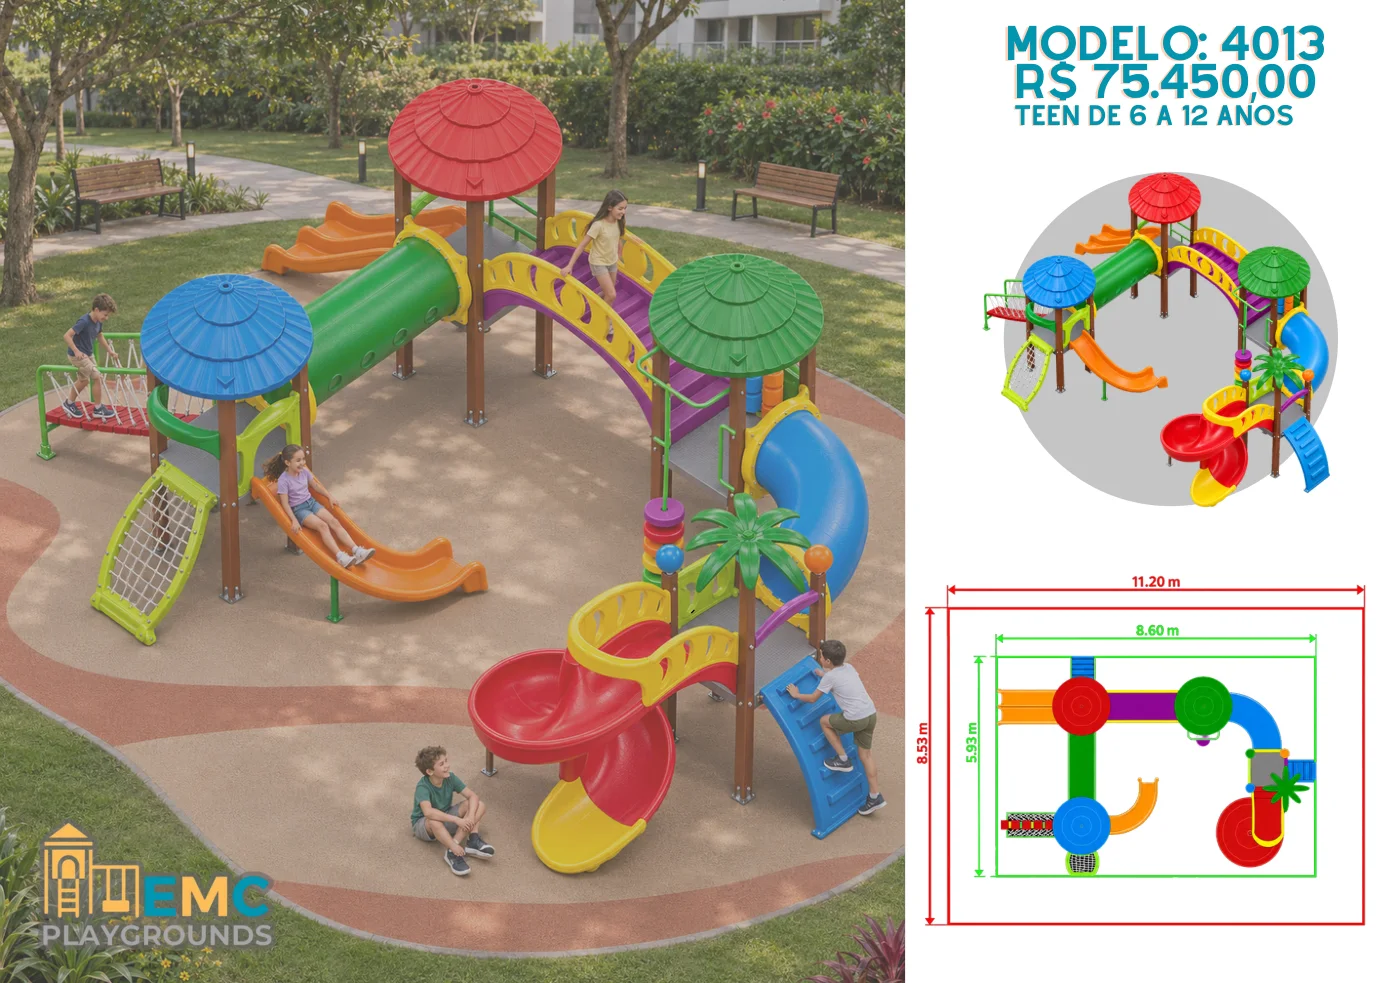 MODELO: 4013
R$ 75.450,00
TEEN DE 6 A 12 ANOS
11.20 m
8.60 m
8.53 m
5.93 m
EMC
PLAYGROUNDS